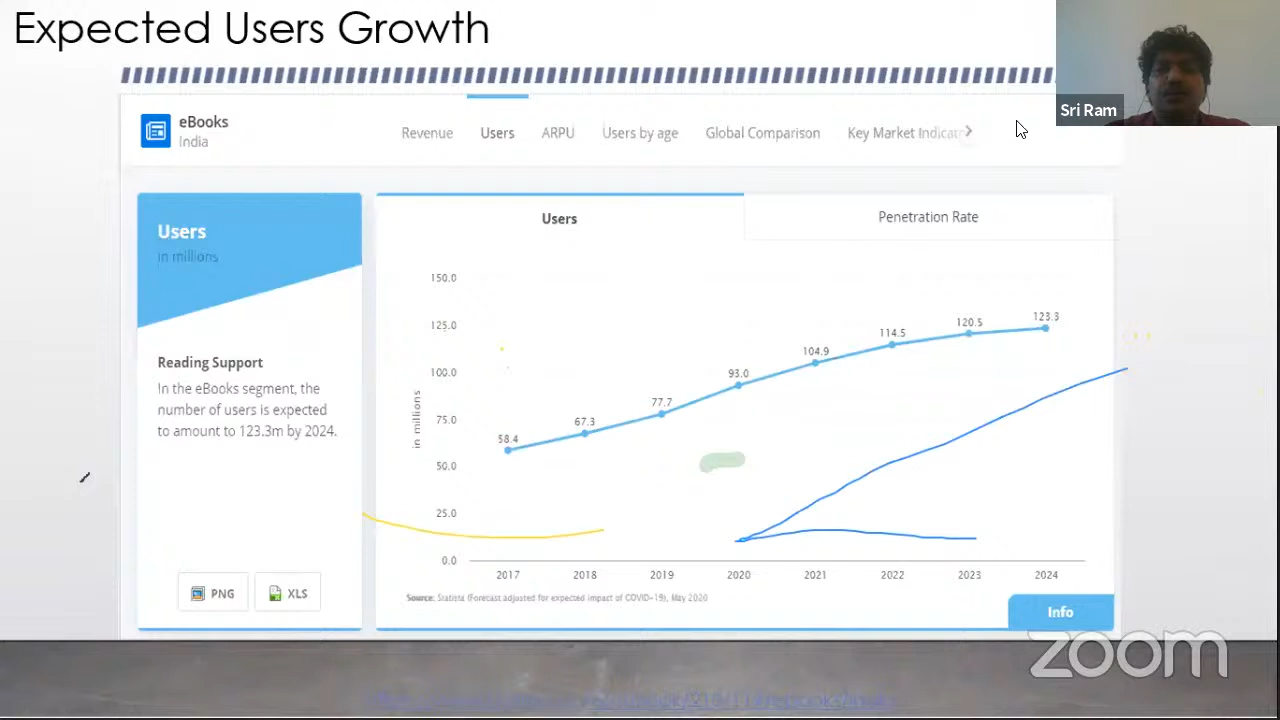 Expected Users Growth
Sri Ram
eBooks
India
Revenue Users ARPU Users by age Global Comparison Key Market
Users
in millions
Users
Penetration Rate
150.0
125.0
100.0
75.0
50.0
25.0
0.0
in millions
58.4
67.3
77.7
93.0
104.9
114.5
120.5
123.3
2017 2018 2019 2020 2021 2022 2023 2024
Reading Support
In the eBooks segment, the
number of users is expected
to amount to 123.3m by 2024.
PNG XLS
Source: Statista (Forecast adjusted for expected impact of COVID-19), May 2020
Info
zoom